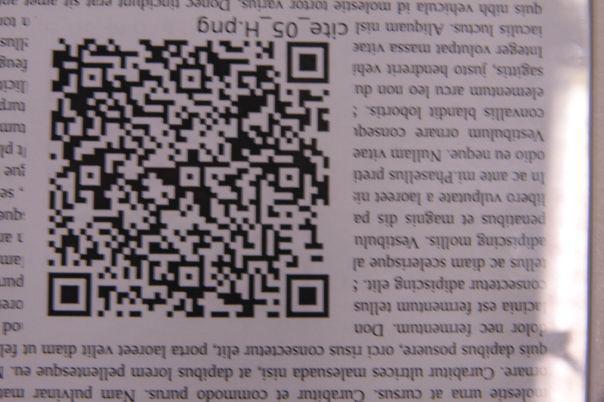 molestie urna at cursus. Curabitur et commodo purus. Nam pulvinar
ornare. Curabitur ultrices malesuada nisi, at dapibus lorem pellentesque eu.
quis dapibus posuere, orci risus consectetur elit, porta laoreet velit diam ut
dolor nec fermentum. Don
lacinia est fermentum tellus
consectetur adipiscing elit.
tellus ac diam scelerisque
adipiscing mollis. Vestibulu
penatibus et magnis dis pa
libero vulputate a laoreet
In ac ante mi.Phasellus preti
odio eu neque. Nullam vitae
Vestibulum ornare consequ
convallis blandit lobortis.
elementum arcu leo non du
sagittis, justo hendrerit vehi
Integer volutpat massa vitae
iaculis luctus. Aliquam nisl cite_05_H.png
quis nibh vehicula id molestie tortor varius. Donec tincidunt erat sit amet